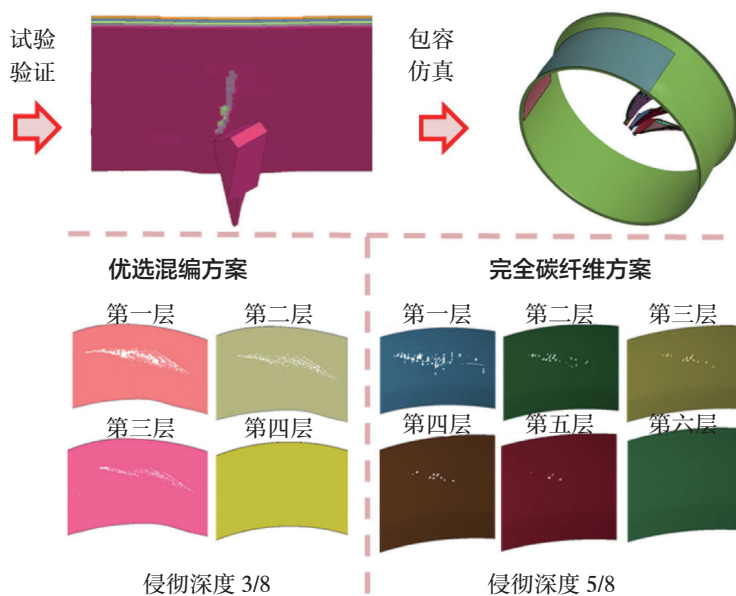 试验
验证
包容
仿真
优选混编方案
第一层 第二层
第三层 第四层
侵彻深度 3/8
完全碳纤维方案
第一层 第二层 第三层
第四层 第五层 第六层
侵彻深度 5/8